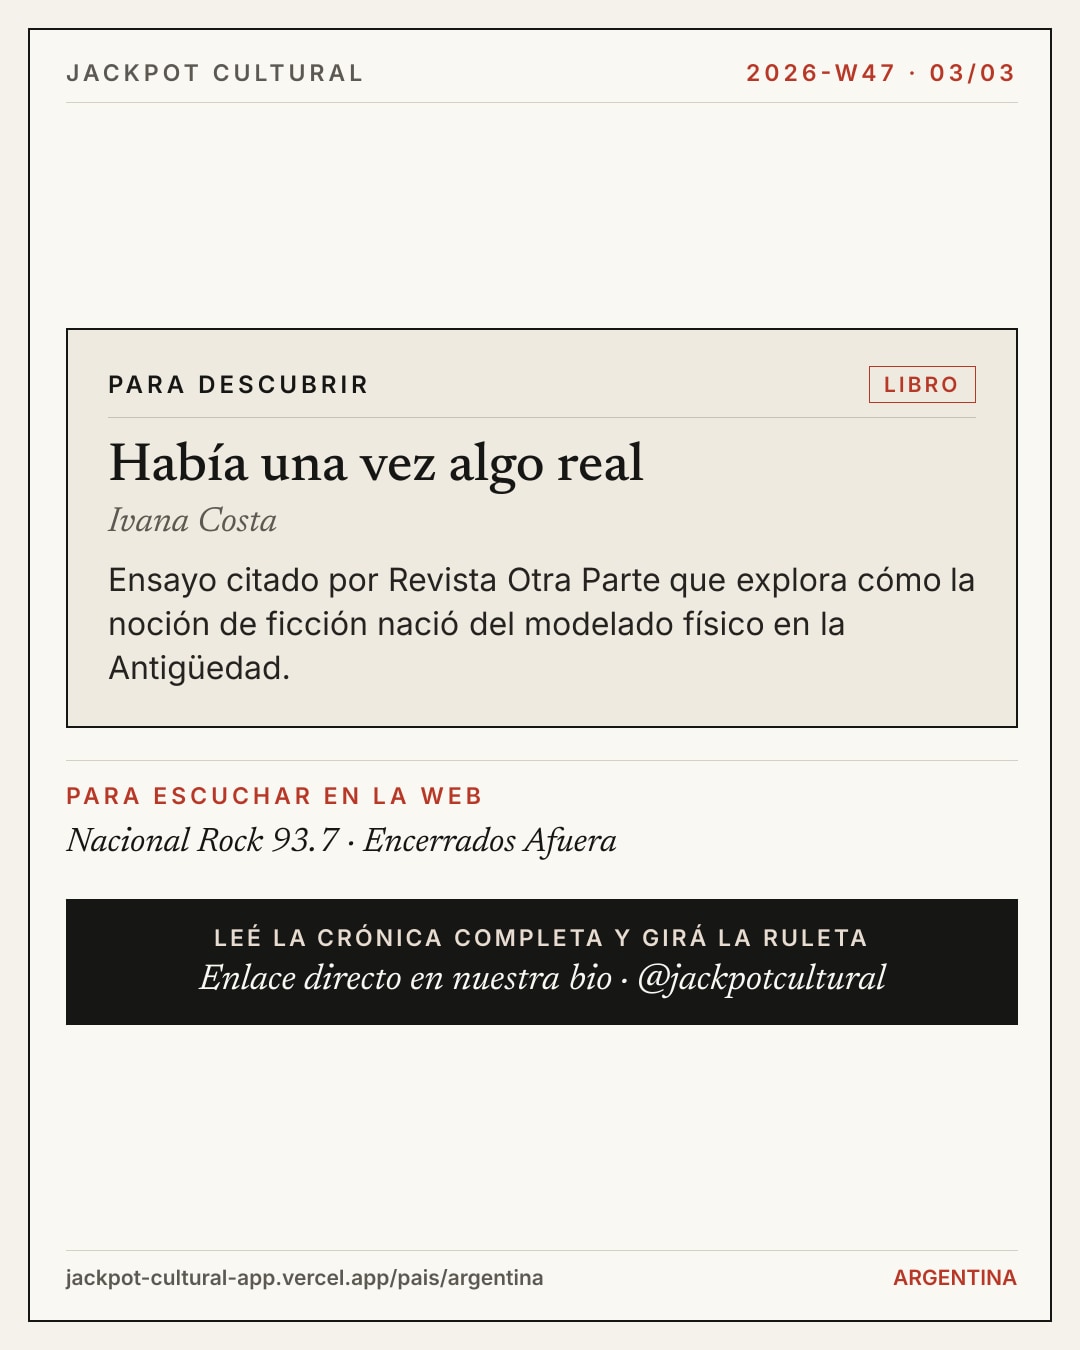 JACKPOT CULTURAL
2026-W47 · 03/03
PARA DESCUBRIR
LIBRO
Había una vez algo real
Ivana Costa
Ensayo citado por Revista Otra Parte que explora cómo la
noción de ficción nació del modelado físico en la
Antigüedad.
PARA ESCUCHAR EN LA WEB
Nacional Rock 93.7 · Encerrados Afuera
LEÉ LA CRÓNICA COMPLETA Y GIRÁ LA RULETA
Enlace directo en nuestra bio · @jackpotcultural
jackpot-cultural-app.vercel.app/pais/argentina
ARGENTINA